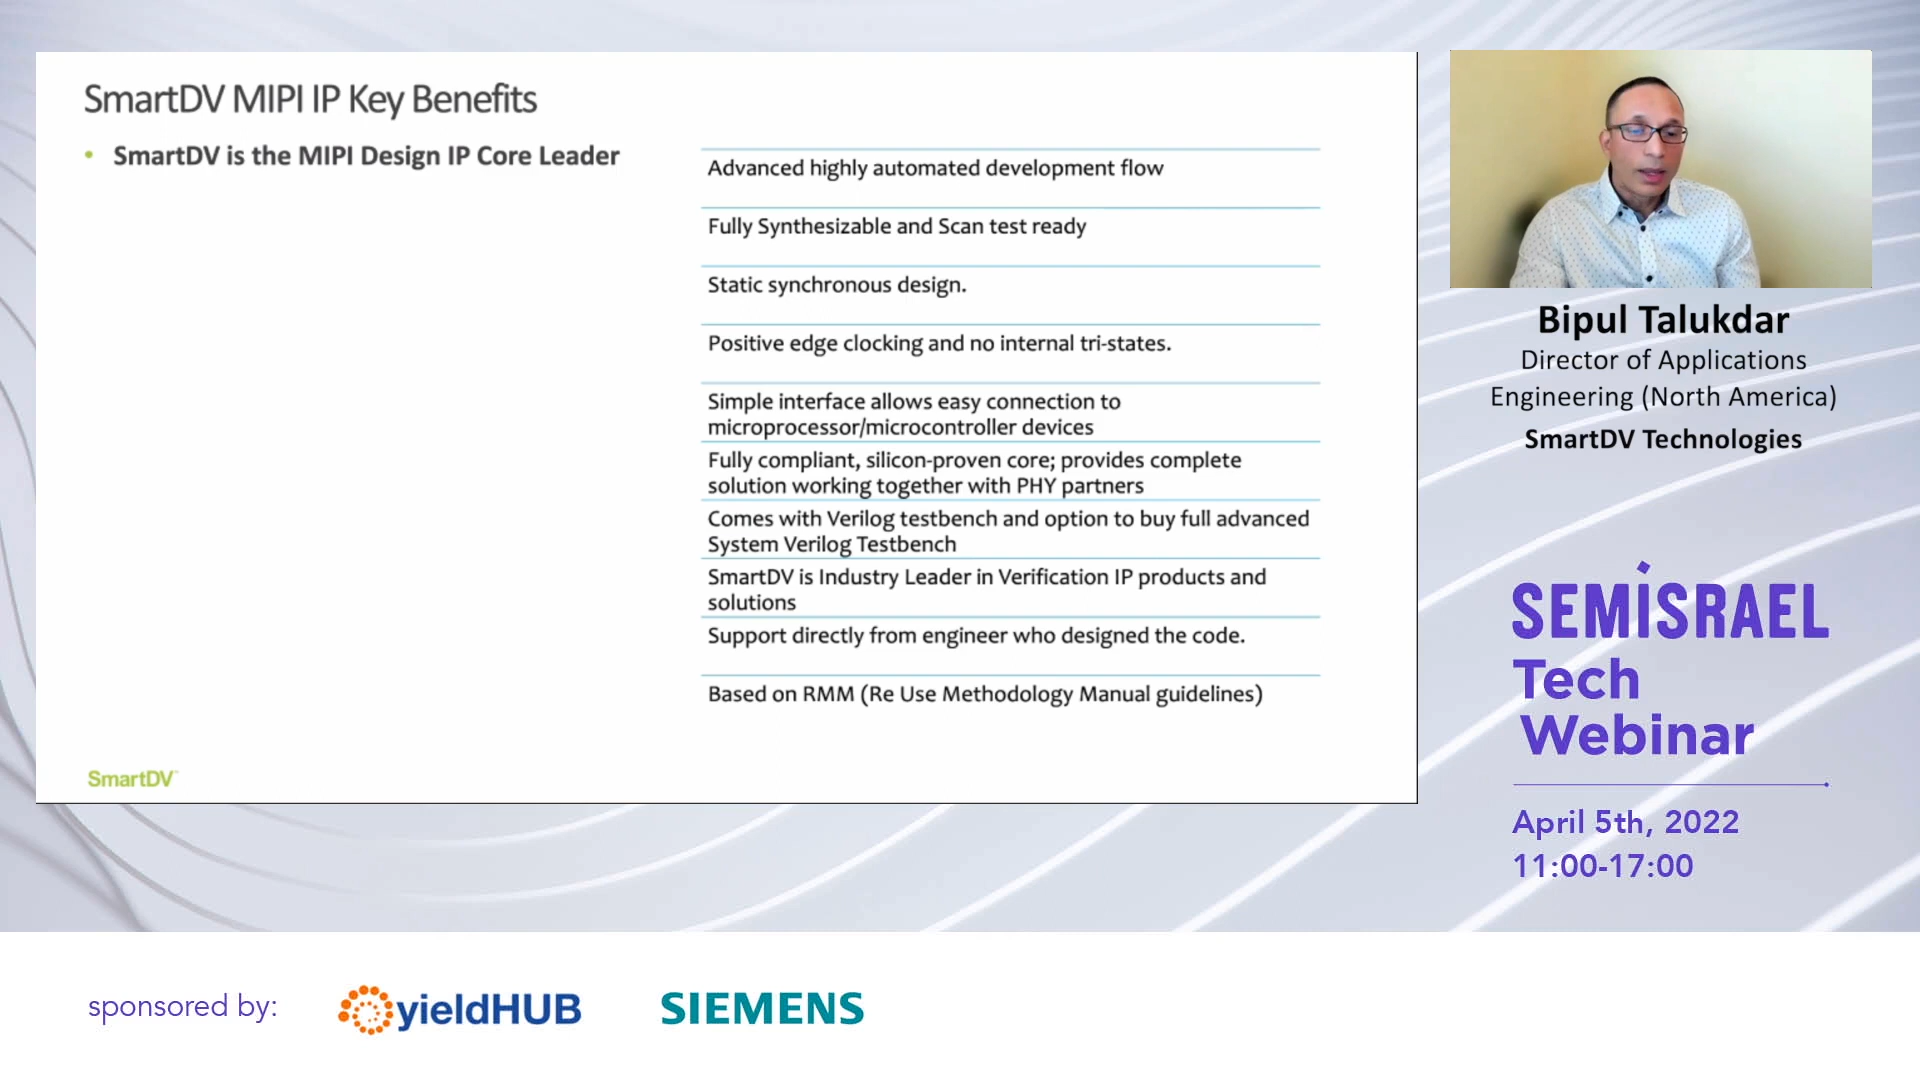 SmartDV MIPI IP Key Benefits
• SmartDV is the MIPI Design IP Core Leader
Advanced highly automated development flow
Fully Synthesizable and Scan test ready
Static synchronous design.
Positive edge clocking and no internal tri-states.
Simple interface allows easy connection to
microprocessor/microcontroller devices
Fully compliant, silicon-proven core; provides complete
solution working together with PHY partners
Comes with Verilog testbench and option to buy full advanced
System Verilog Testbench
SmartDV is Industry Leader in Verification IP products and
solutions
Support directly from engineer who designed the code.
Based on RMM (Re Use Methodology Manual guidelines)
SmartDV™
Bipul Talukdar
Director of Applications
Engineering (North America)
SmartDV Technologies
SEMISRAEL
Tech
Webinar
April 5th, 2022
11:00-17:00
sponsored by:
yieldHUB
SIEMENS